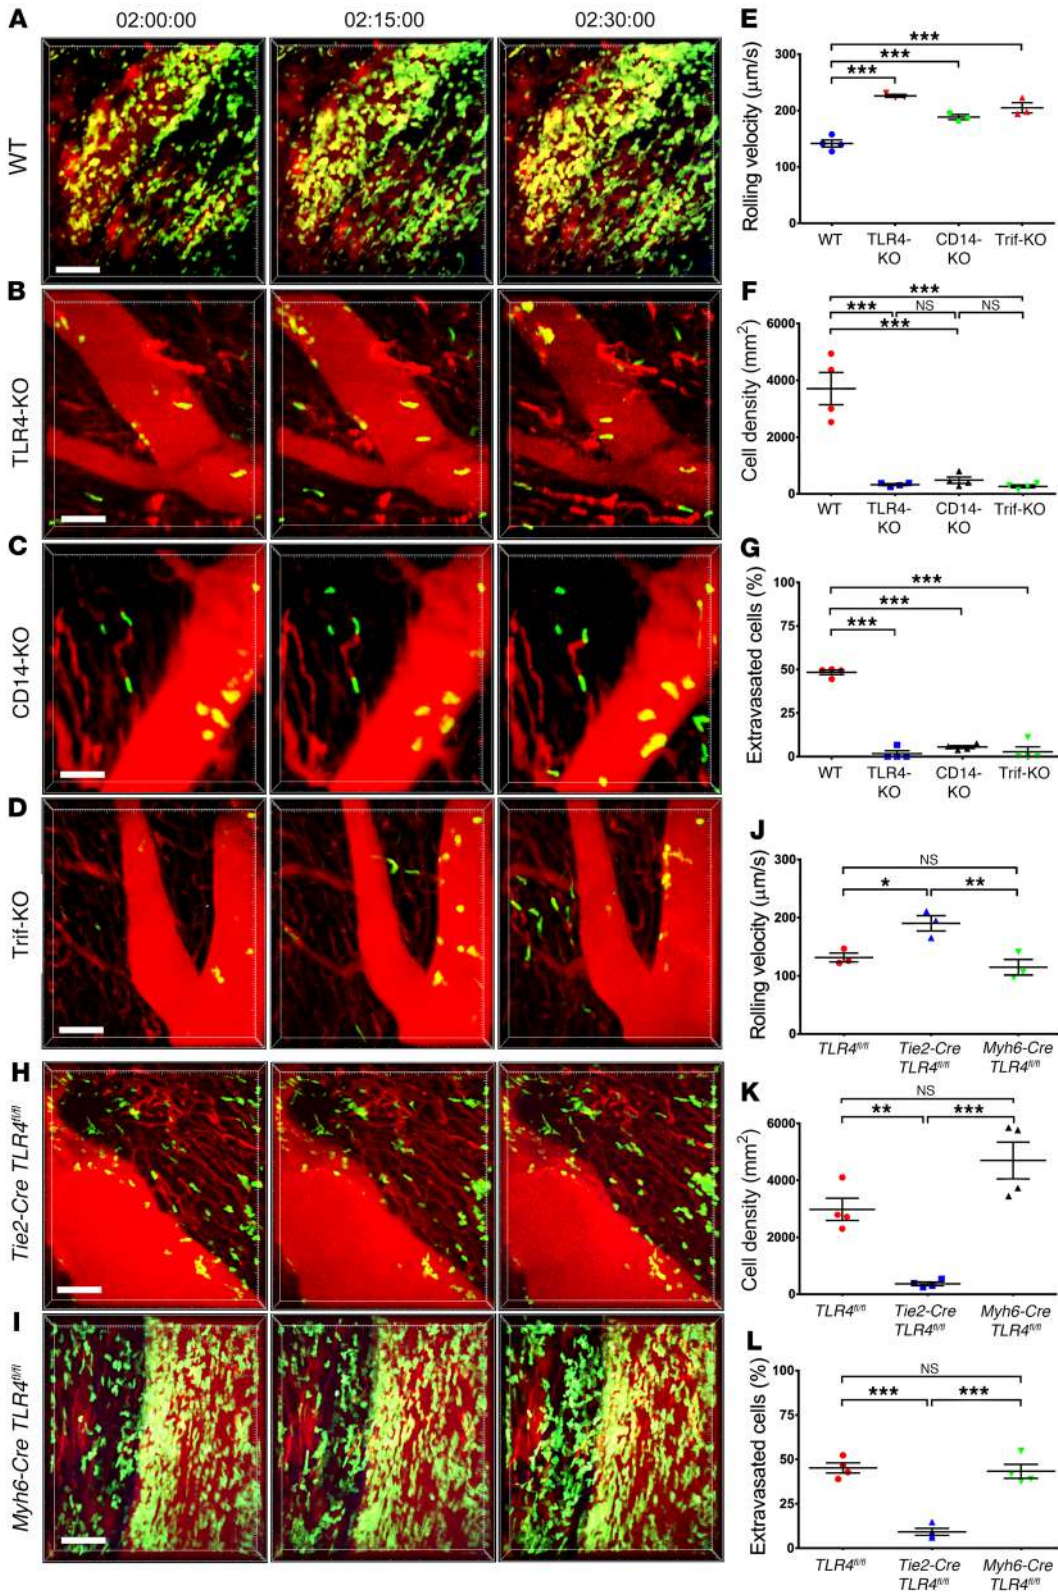 A 02:00:00 02:15:00 02:30:00
WT
B
TLR4-KO
C
CD14-KO
D
Trif-KO
H
Tie2-Cre TLR4fl/fl
I
Myh6-Cre TLR4fl/fl
E
Rolling velocity (μm/s)
300
200
100
0
***
***
***
WT TLR4-KO CD14-KO Trif-KO
F
Cell density (mm²)
6000
4000
2000
0
***
*** NS NS
***
WT TLR4-KO CD14-KO Trif-KO
G
Extravasated cells (%)
100
75
50
25
0
***
***
***
WT TLR4-KO CD14-KO Trif-KO
J
Rolling velocity (μm/s)
300
200
100
0
NS
* **
TLR4fl/fl Tie2-Cre TLR4fl/fl Myh6-Cre TLR4fl/fl
K
Cell density (mm²)
6000
4000
2000
0
NS
** ***
TLR4fl/fl Tie2-Cre TLR4fl/fl Myh6-Cre TLR4fl/fl
L
Extravasated cells (%)
100
75
50
25
0
NS
*** ***
TLR4fl/fl Tie2-Cre TLR4fl/fl Myh6-Cre TLR4fl/fl